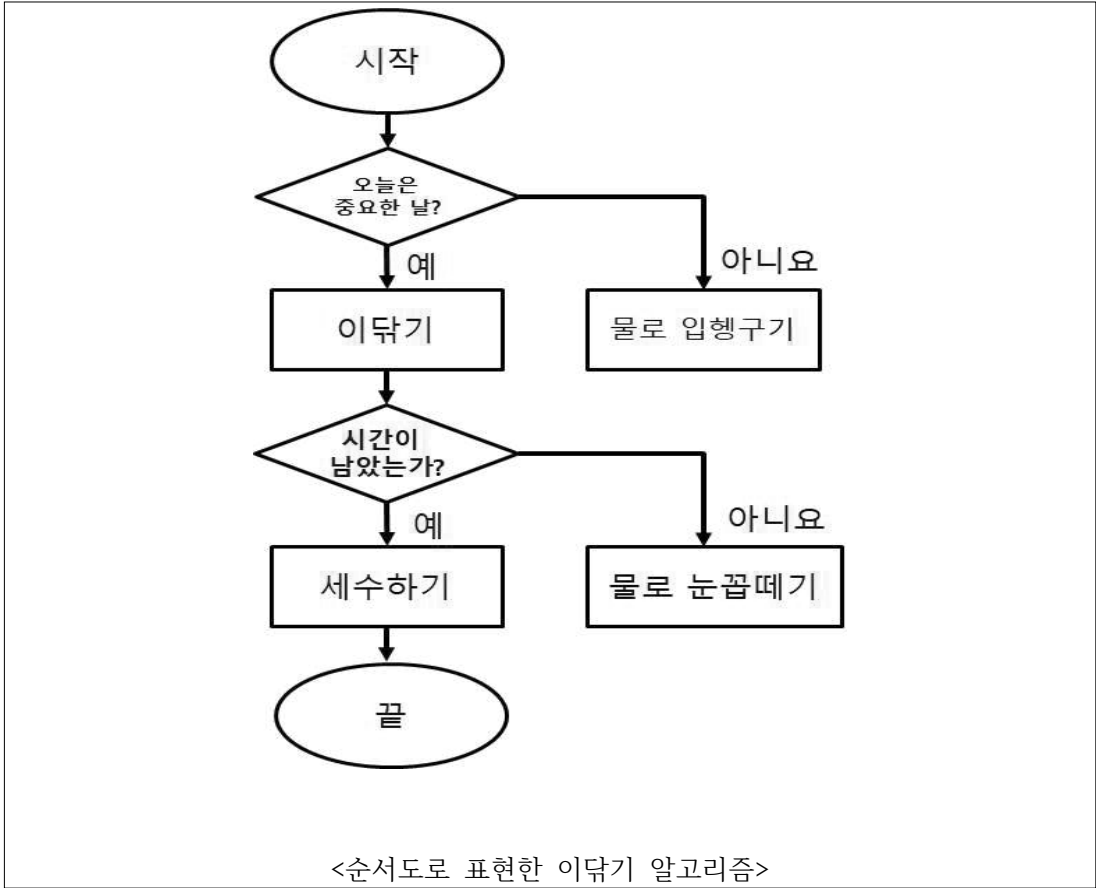 시작
오늘은
중요한 날?
예
아니요
이닦기
물로 입헹구기
시간이
남았는가?
예
아니요
세수하기
물로 눈꼽떼기
끝
<순서도로 표현한 이닦기 알고리즘>